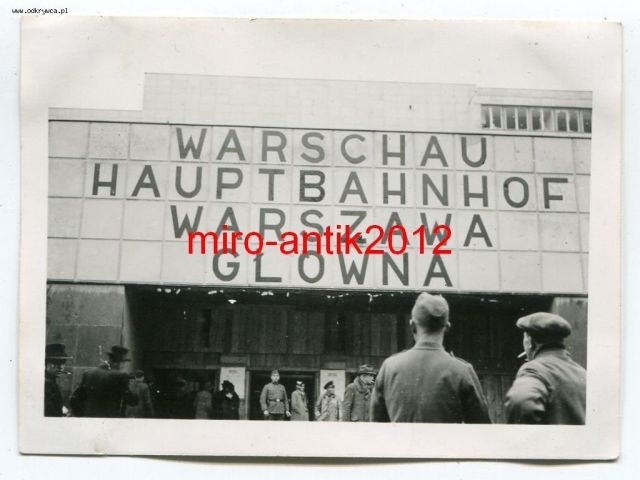 www.odkrywca.pl
WARSCHAU
HAUPTBAHNHOF
WARSZAWA
GŁÓWNA
miro-antik2012